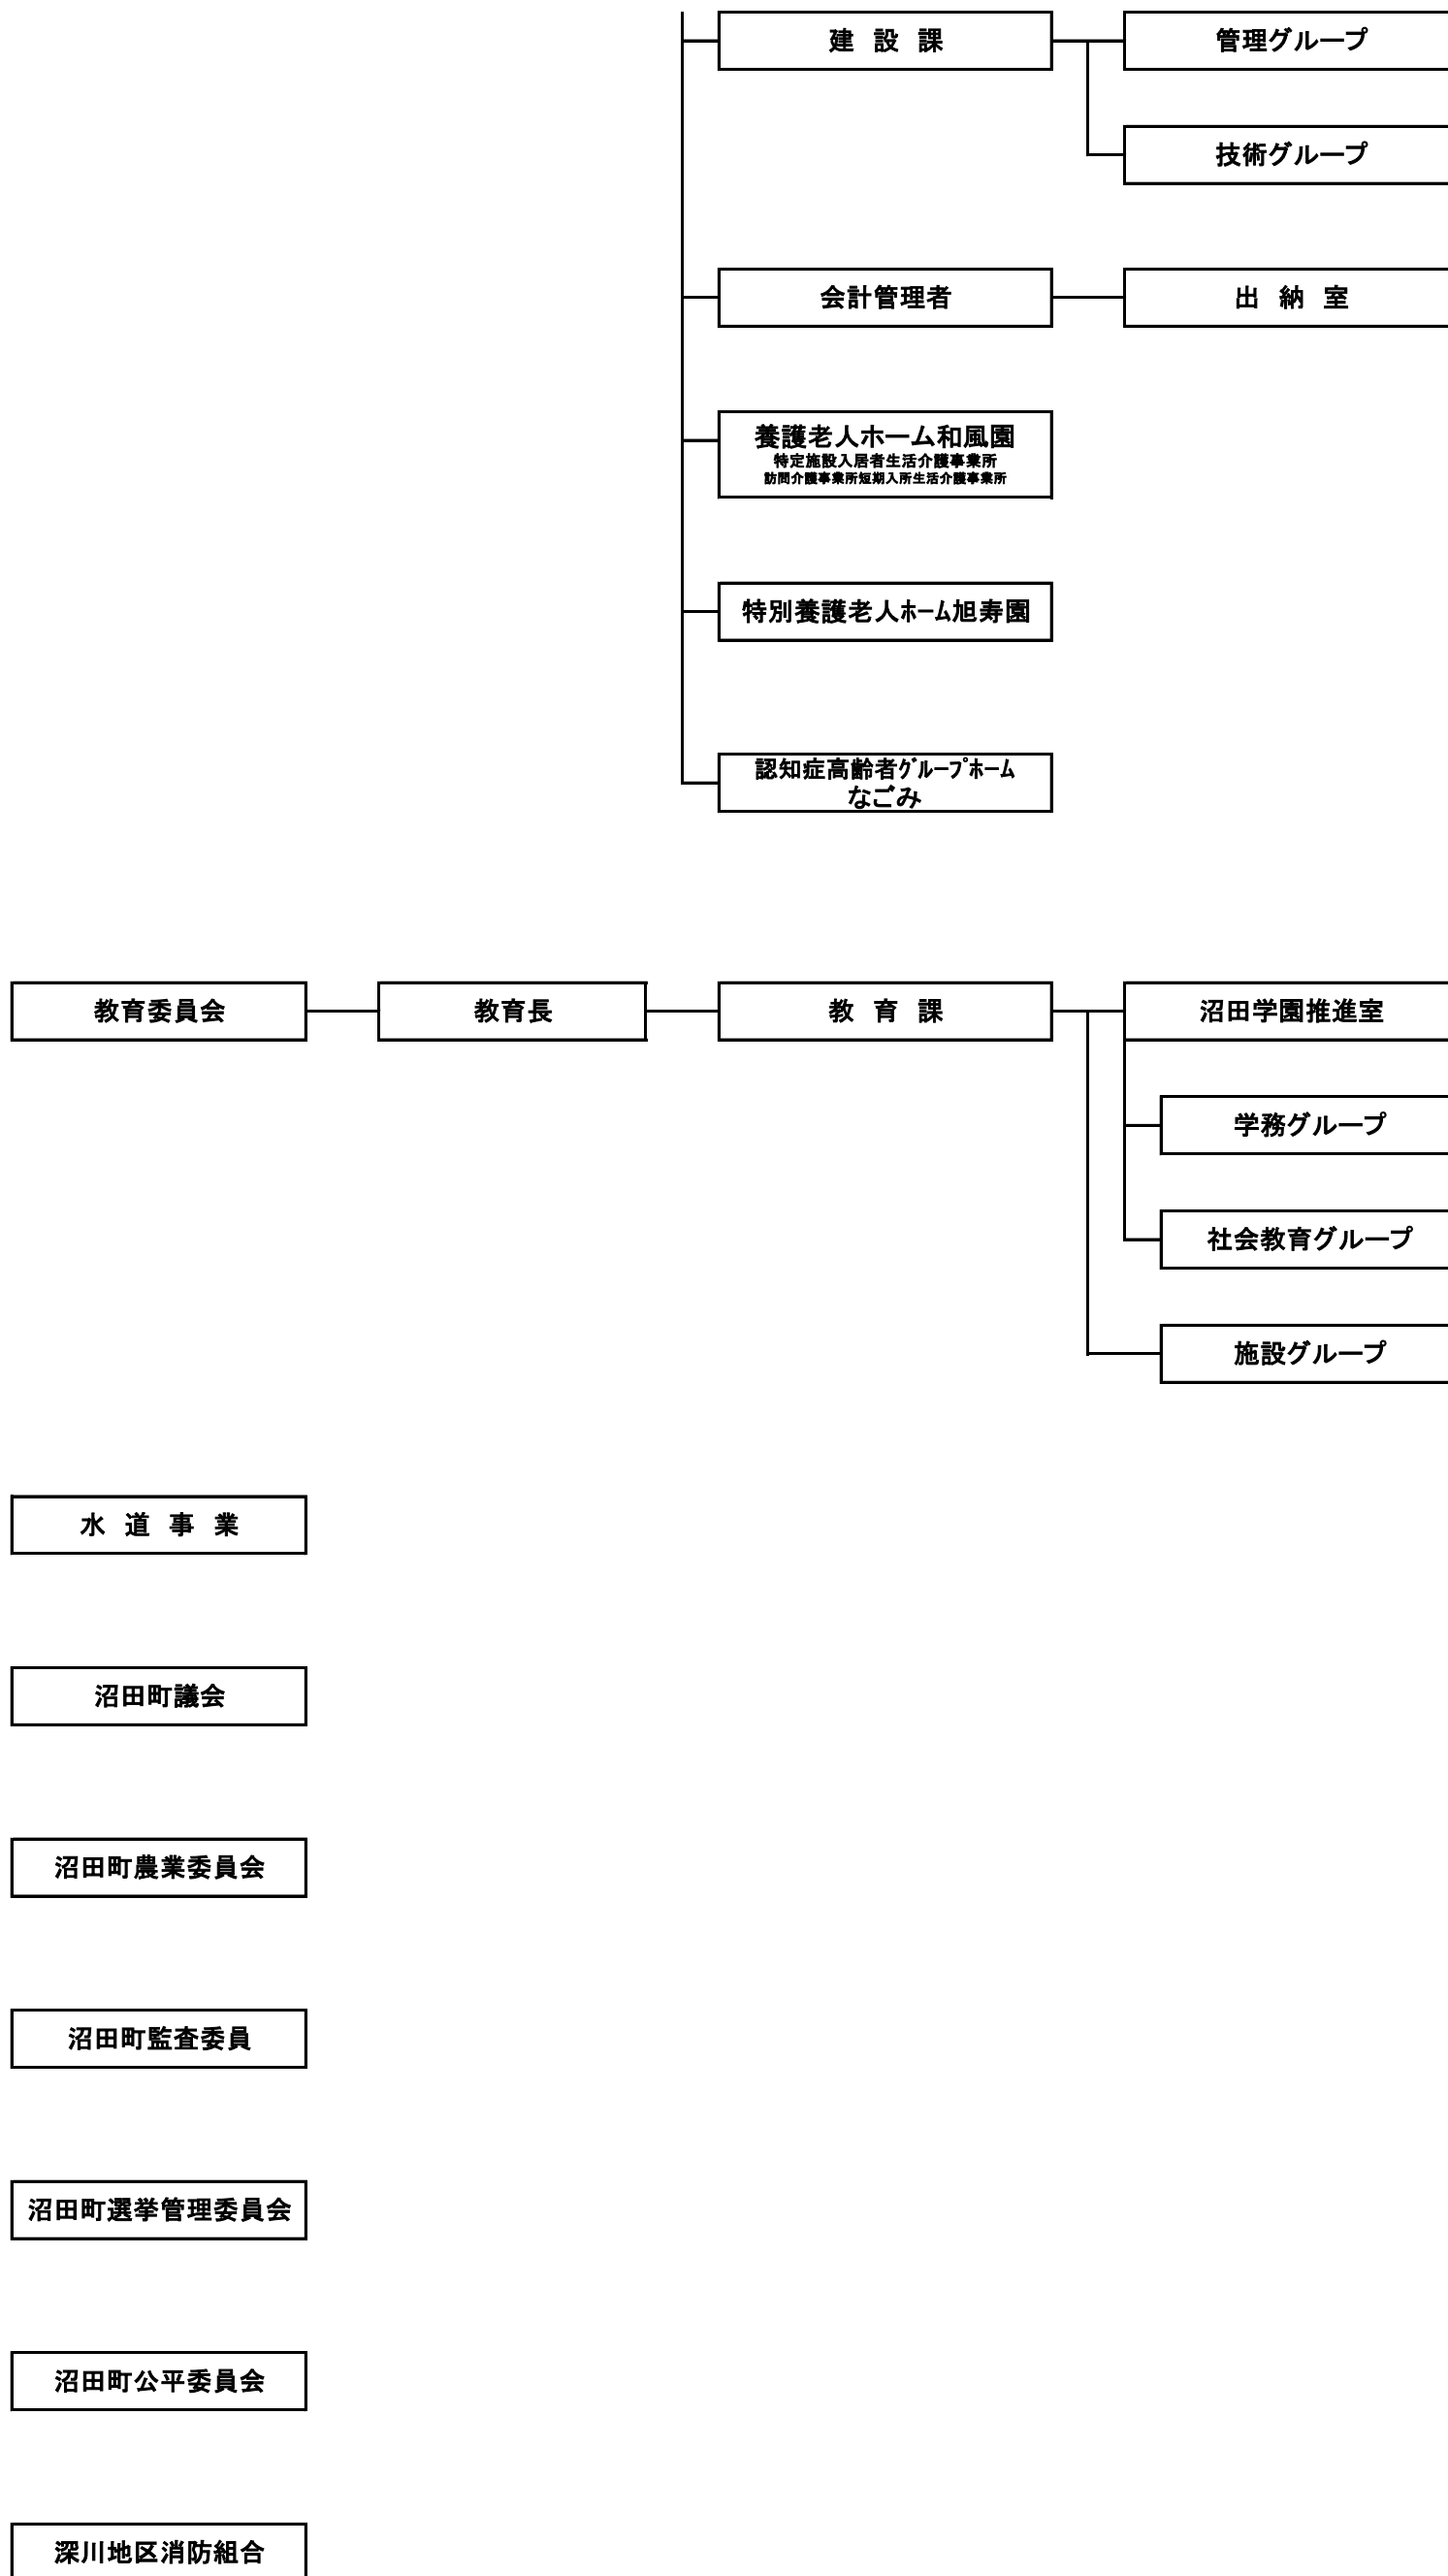 建 設 課
管理グループ
技術グループ
会計管理者
出 納 室
養護老人ホーム和風園
特定施設入居者生活介護事業所
訪問介護事業所短期入所生活介護事業所
特別養護老人ﾎｰﾑ旭寿園
認知症高齢者ｸﾞﾙｰﾌﾟﾎｰﾑ
なごみ
教育委員会
教育長
教 育 課
沼田学園推進室
学務グループ
社会教育グループ
施設グループ
水 道 事 業
沼田町議会
沼田町農業委員会
沼田町監査委員
沼田町選挙管理委員会
沼田町公平委員会
深川地区消防組合